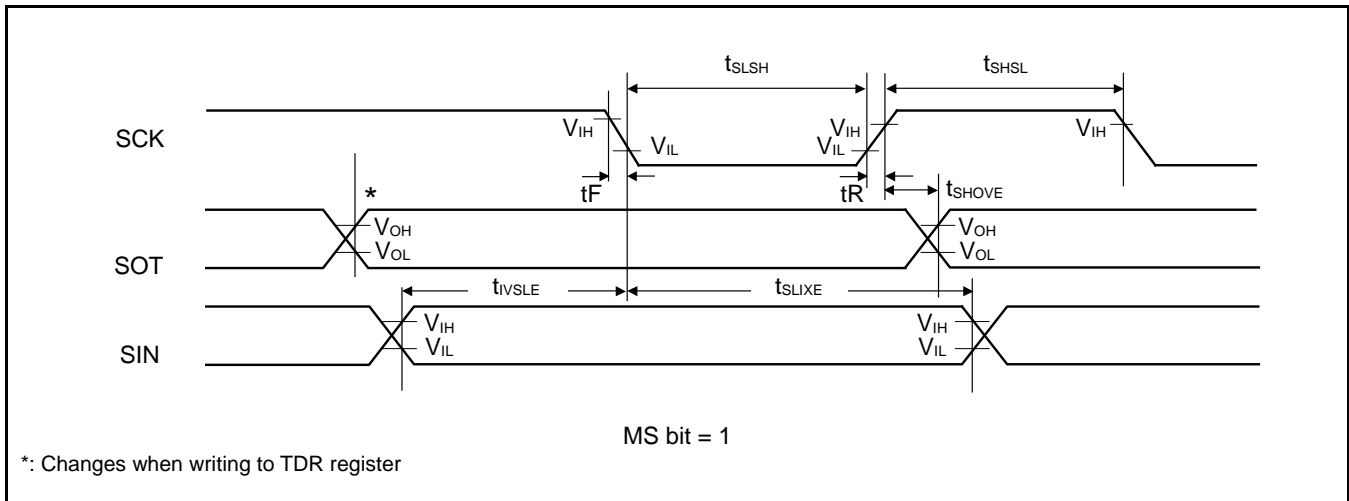 tSLSH
tSHSL
SCK
VIH
VIL
VIL
VIH
VIH
tF
tR
tSHOVE
*
SOT
VOH
VOL
VOH
VOL
tIVSLE
tSLIXE
SIN
VIH
VIL
VIH
VIL
MS bit = 1
*: Changes when writing to TDR register